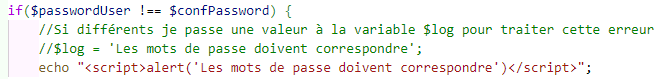 if($passwordUser !== $confPassword) {
//Si différents je passe une valeur à la variable $log pour traiter cette erreur
//$log = 'Les mots de passe doivent correspondre';
echo "<script>alert('Les mots de passe doivent correspondre')</script>";